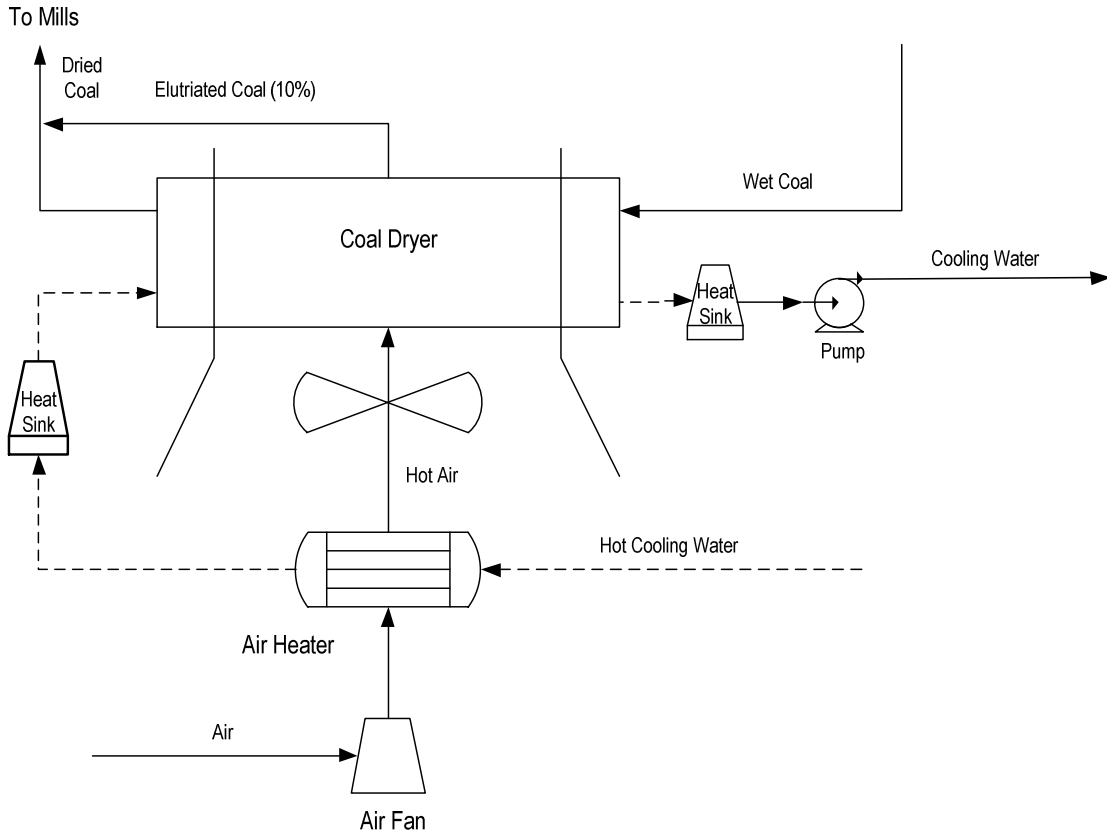 To Mills
Dried
Coal
Elutriated Coal (10%)
Wet Coal
Coal Dryer
Cooling Water
Heat
Sink
Pump
Heat
Sink
Hot Air
Hot Cooling Water
Air Heater
Air
Air Fan